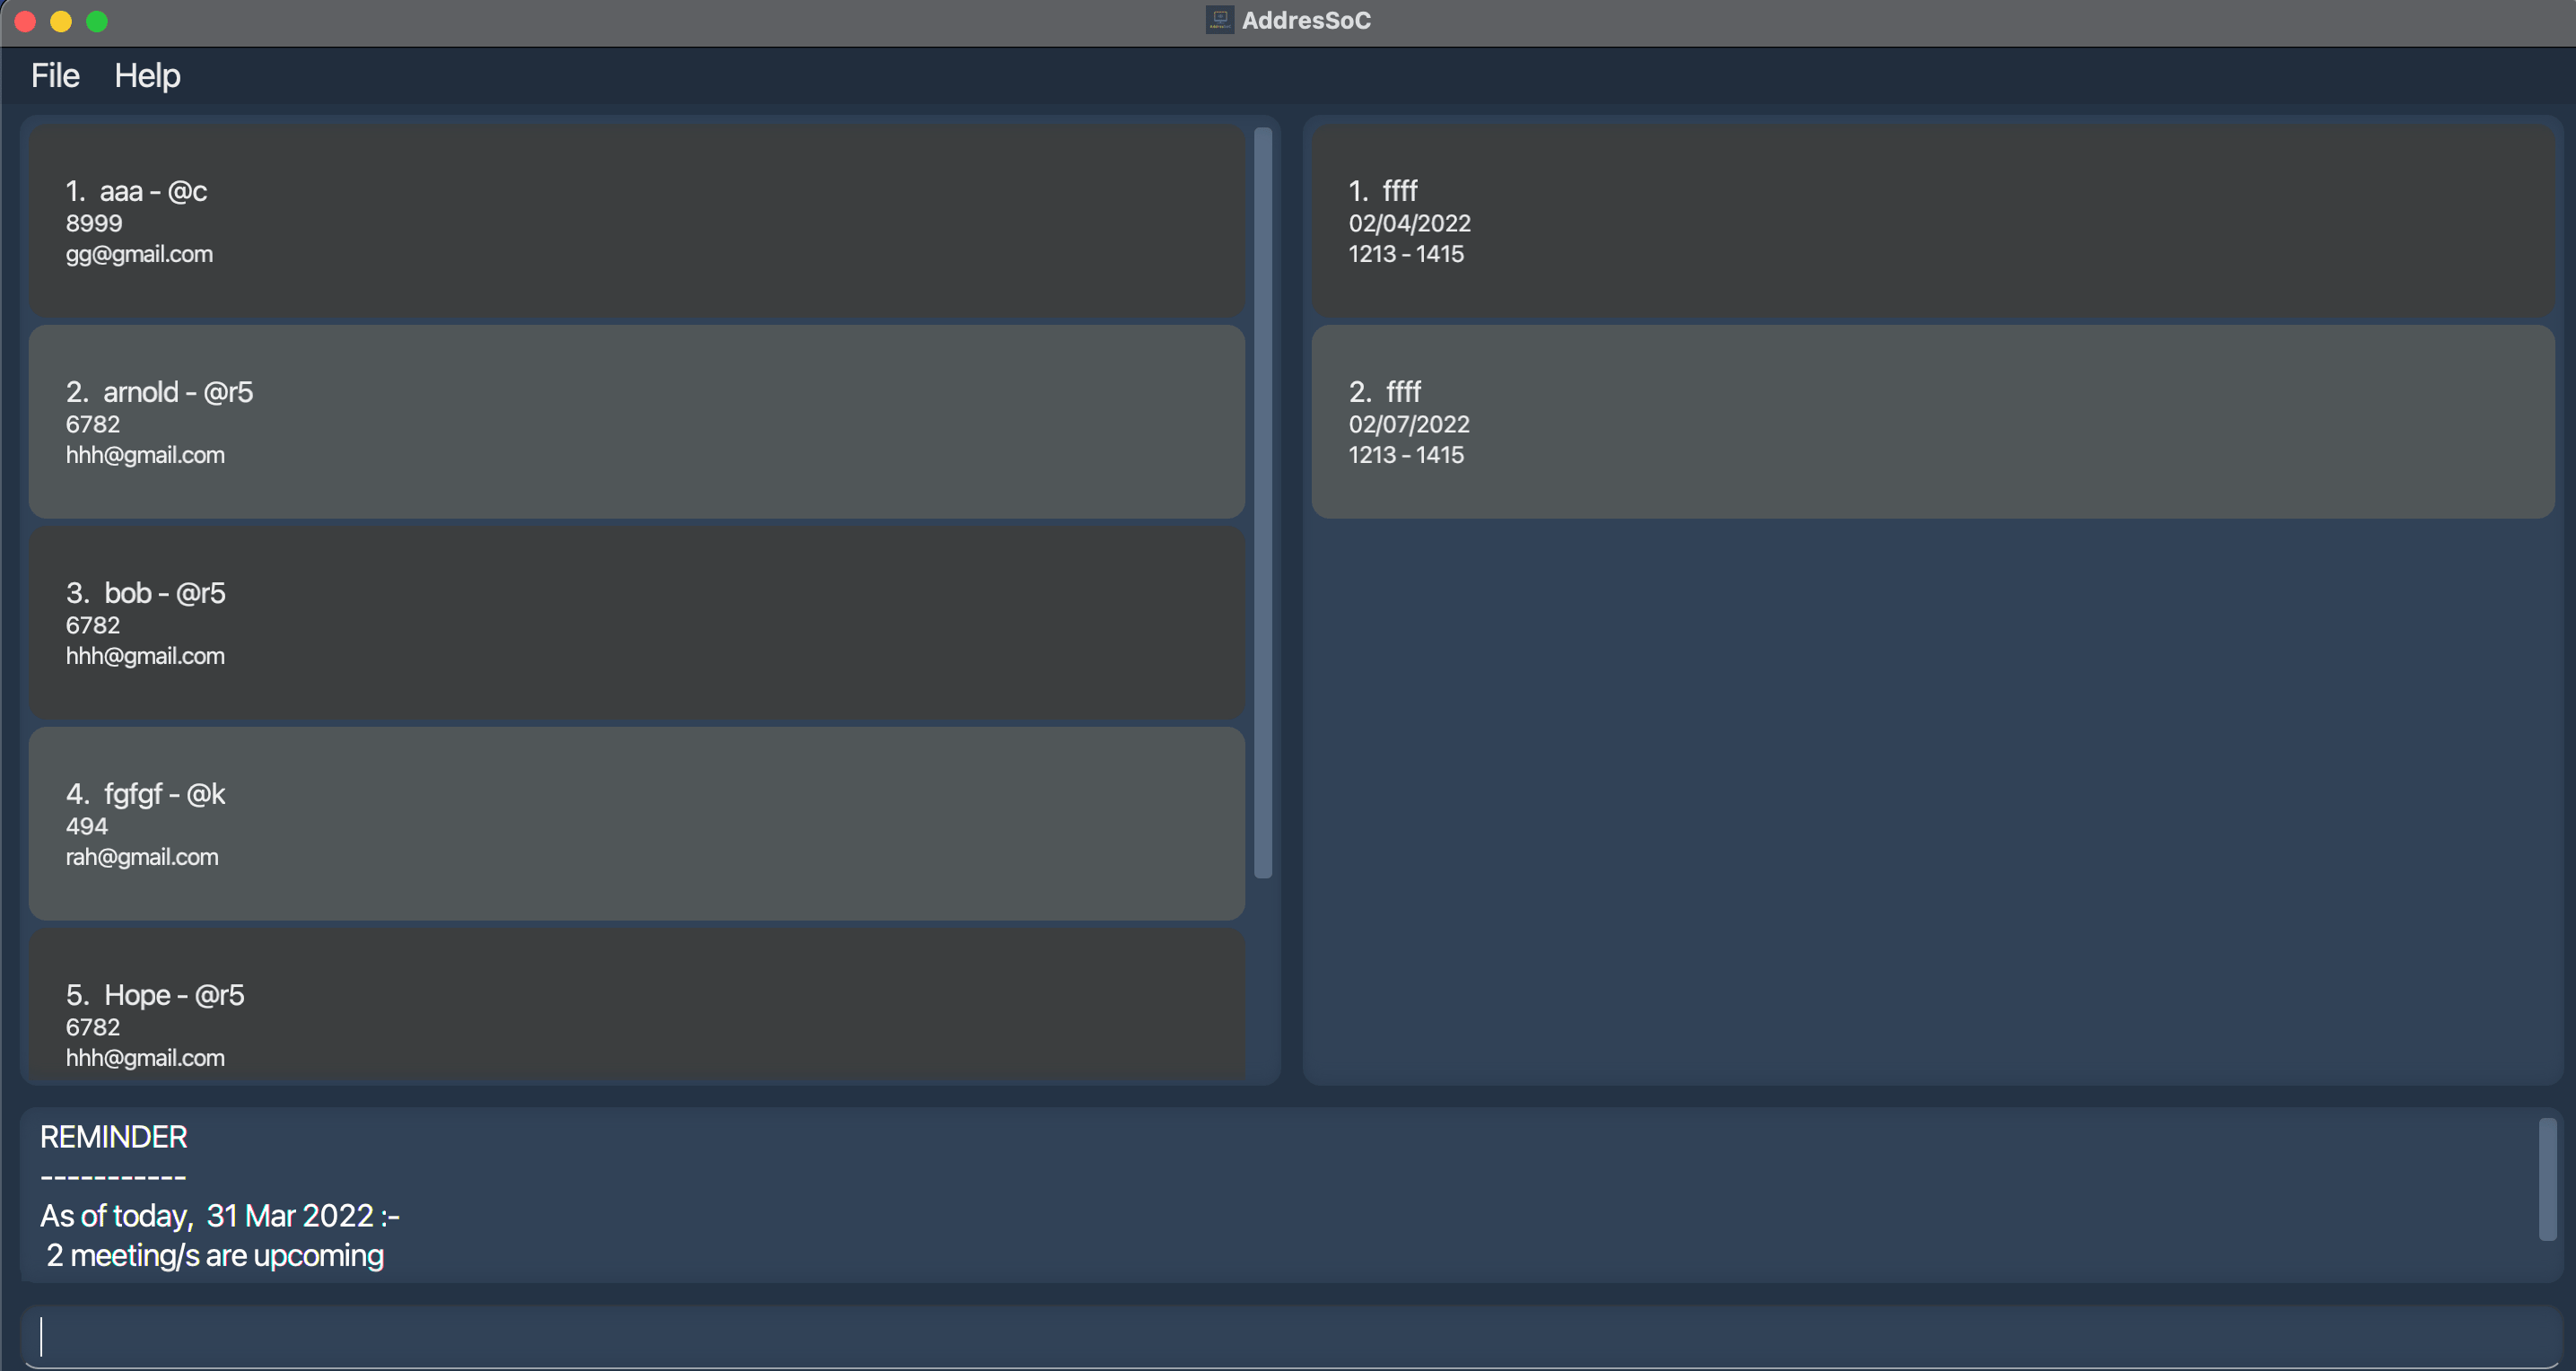 AddresSoC
File Help
1. aaa - @c
8999
gg@gmail.com
2. arnold - @r5
6782
hhh@gmail.com
3. bob - @r5
6782
hhh@gmail.com
4. fgfgf - @k
494
rah@gmail.com
5. Hope - @r5
6782
hhh@gmail.com
1. ffff
02/04/2022
1213 - 1415
2. ffff
02/07/2022
1213 - 1415
REMINDER
-----------
As of today, 31 Mar 2022 :-
2 meeting/s are upcoming